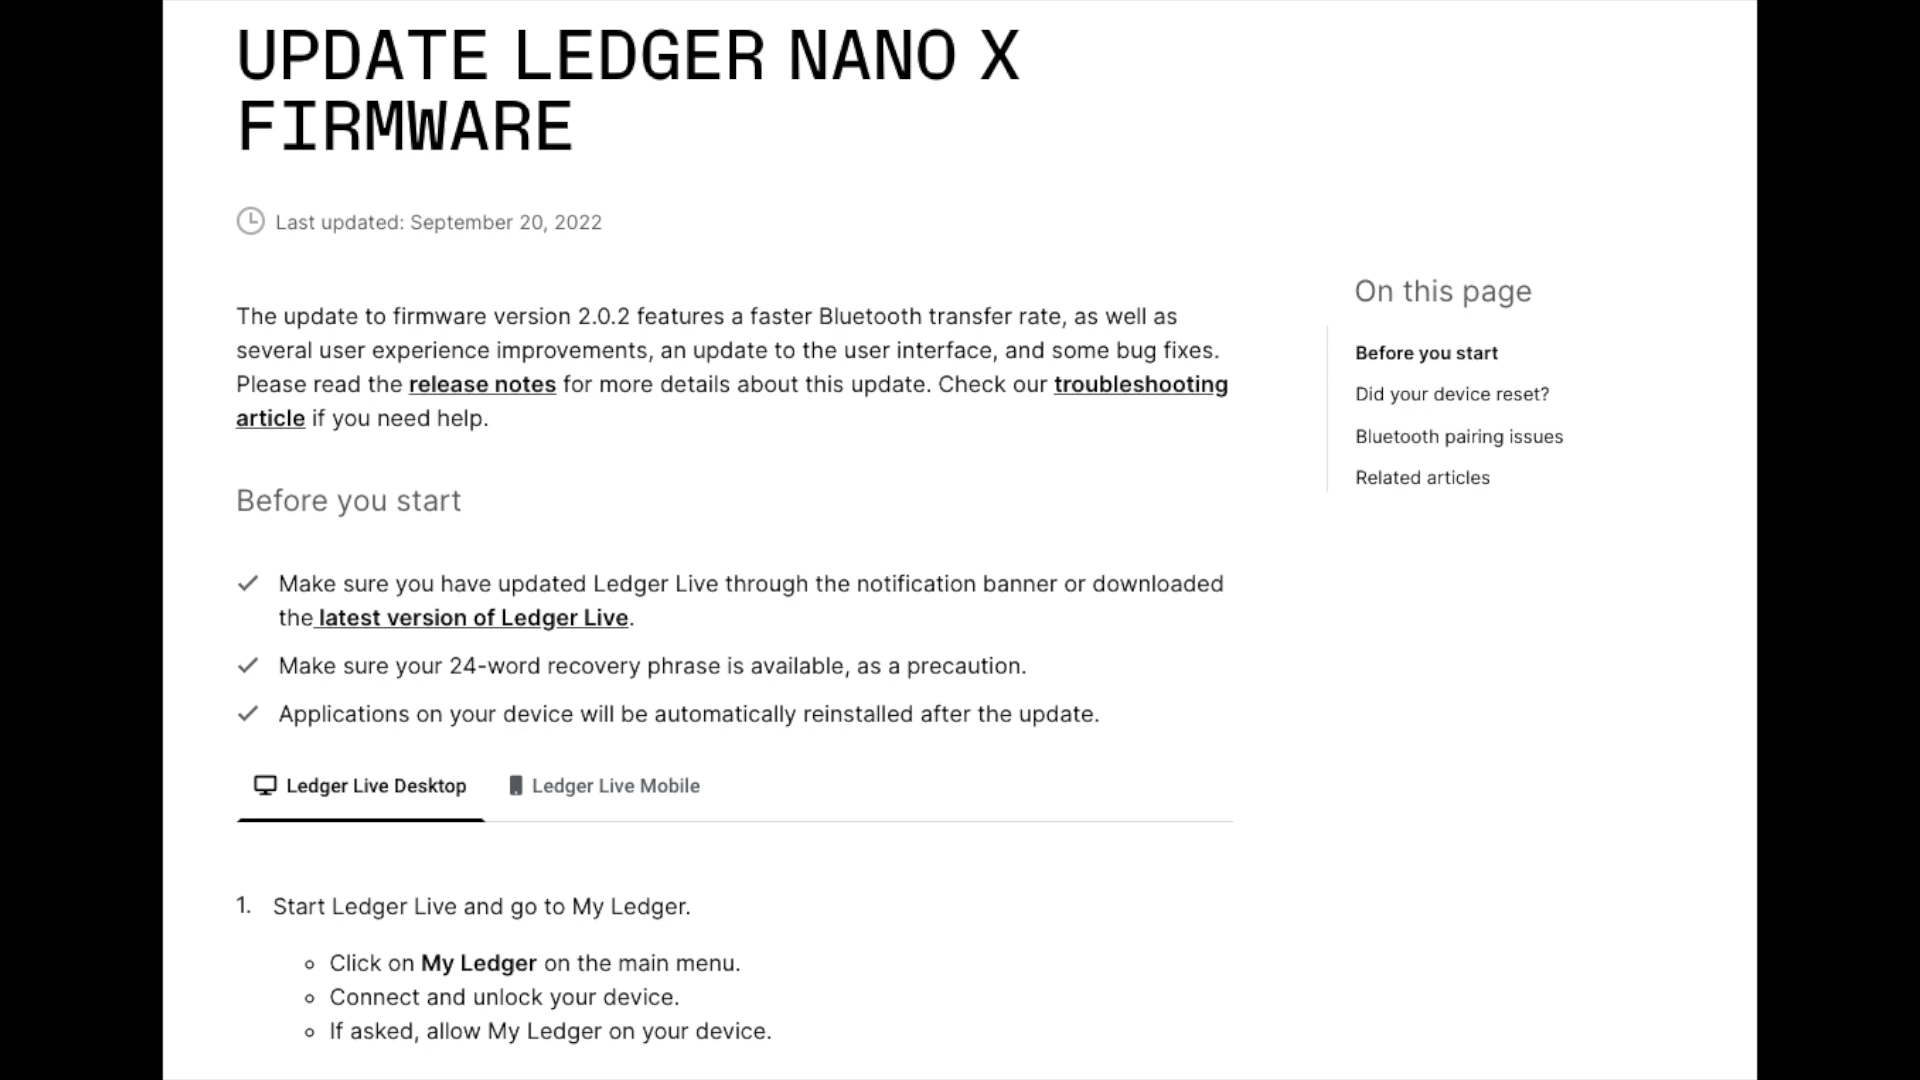 UPDATE LEDGER NANO X
FIRMWARE
Last updated: September 20, 2022
The update to firmware version 2.0.2 features a faster Bluetooth transfer rate, as well as
several user experience improvements, an update to the user interface, and some bug fixes.
Please read the release notes for more details about this update. Check our troubleshooting
article if you need help.
Before you start
Make sure you have updated Ledger Live through the notification banner or downloaded
the latest version of Ledger Live.
Make sure your 24-word recovery phrase is available, as a precaution.
Applications on your device will be automatically reinstalled after the update.
Ledger Live Desktop
Ledger Live Mobile
1. Start Ledger Live and go to My Ledger.
Click on My Ledger on the main menu.
Connect and unlock your device.
If asked, allow My Ledger on your device.
On this page
Before you start
Did your device reset?
Bluetooth pairing issues
Related articles